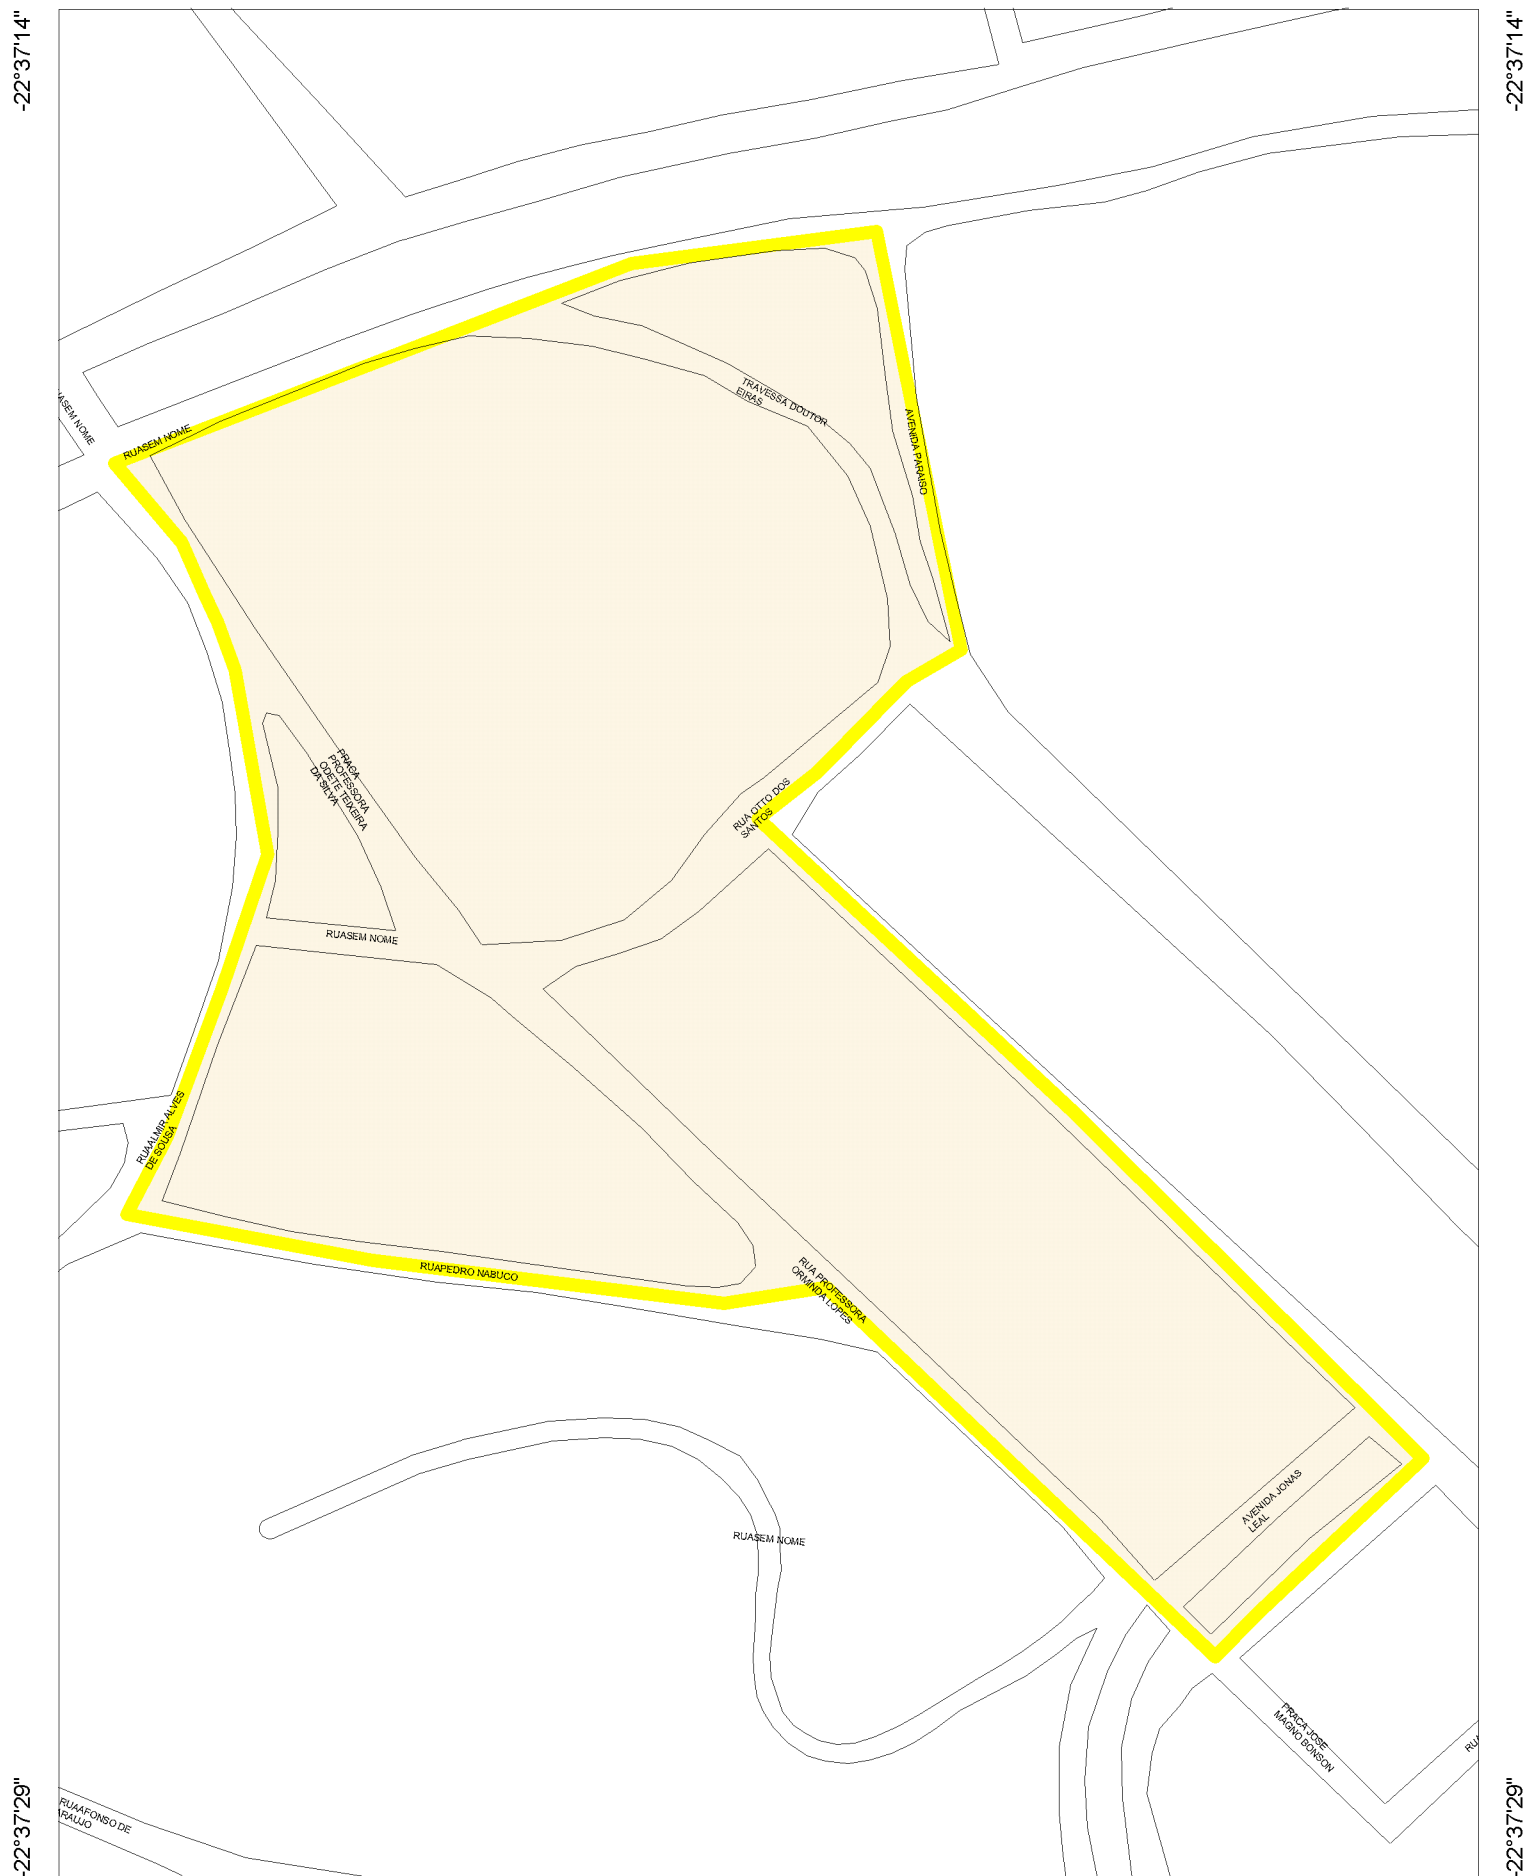 -22°37'14"
-22°37'14"
RUASEM NOME
TRAVESSA DOUTOR
EIRAS
AVENIDA PARAISO
RUASEM NOME
PRACA
PROFESSORA
ODETE TEIXEIRA
DA SILVA
RUA OTTO DOS
SANTOS
RUASEM NOME
RUAALMIR ALVES
DE SOUSA
RUAPEDRO NABUCO
RUA PROFESSORA
ORMINDA LOPES
AVENIDA JONAS
LEAL
RUASEM NOME
PRACA JOSE
MAGNO BONSON
RUA
RUAAFONSO DE
ARAUJO
-22°37'29"
-22°37'29"